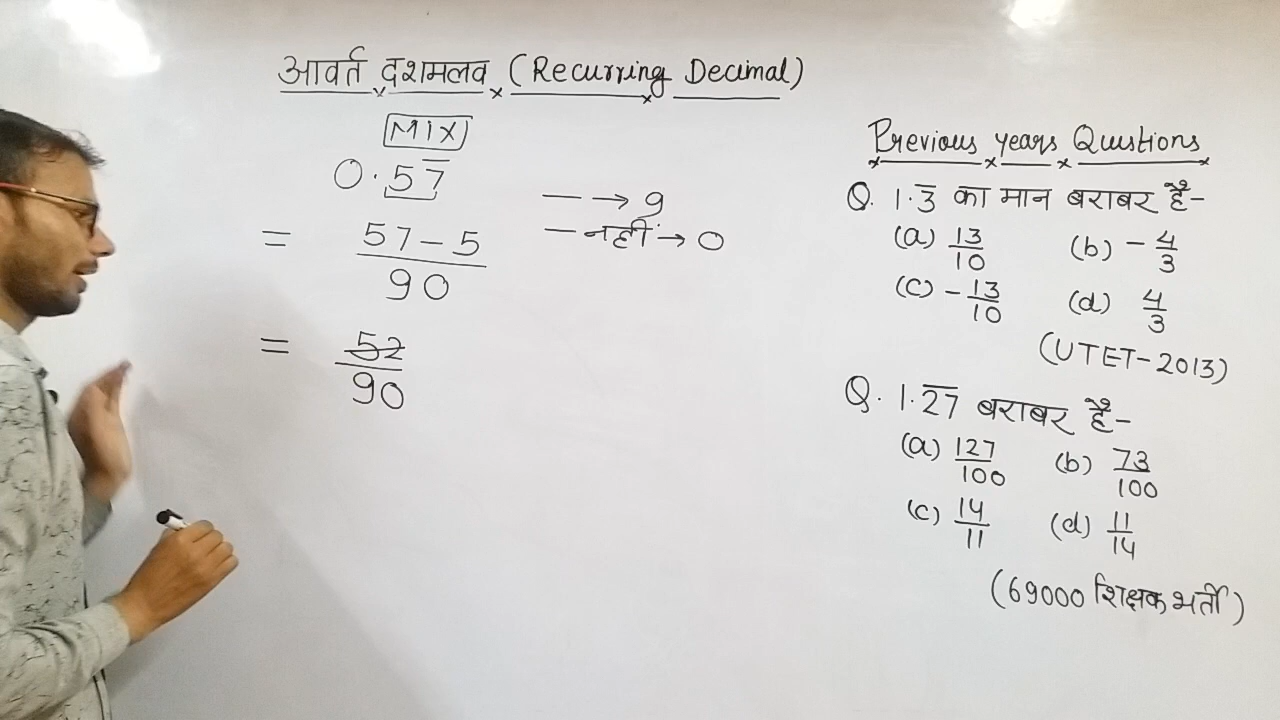 आवर्त दशमलव (Recurring Decimal)
MIX
0.57̅
— → 9
— नहीं → 0
= 57 - 5
90
= 52
90
Previous years Questions
Q. 1.3̅ का मान बराबर है-
(a) 13/10 (b) -4/3
(c) -13/10 (d) 4/3
(UTET-2013)
Q. 1.2̅7̅ बराबर है-
(a) 127/100 (b) 73/100
(c) 14/11 (d) 11/14
(69000 शिक्षक भर्ती)